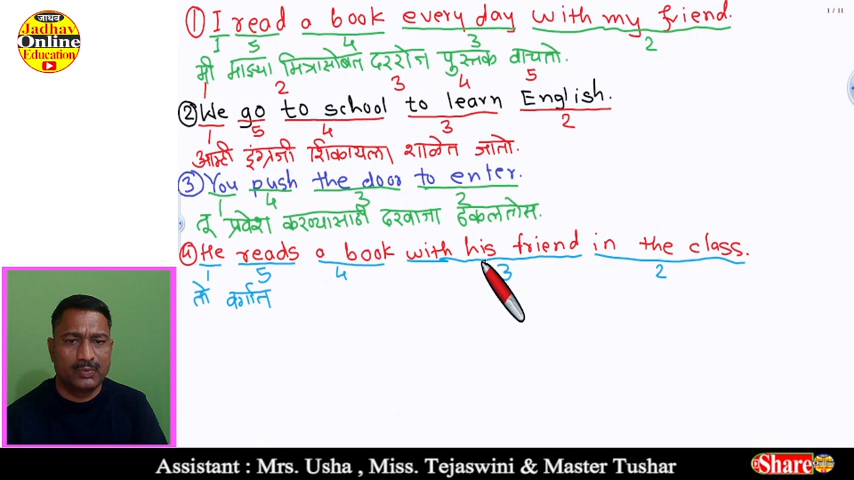 जाधव
Jadhav
Online
Education
1 / 11
① I read a book every day with my friend.
1 5 4 3 2
मी माझ्या मित्रासोबत दररोज पुस्तक वाचतो.
1 2 3 4 5
② We go to school to learn English.
1 5 4 3 2
आम्ही इंग्रजी शिकायला शाळेत जातो.
③ You push the door to enter.
1 4 3 2
तू प्रवेश करण्यासाठी दरवाजा ढकलतोस.
④ He reads a book with his friend in the class.
1 5 4 3 2
तो वर्गात
Assistant : Mrs. Usha , Miss. Tejaswini & Master Tushar
Share